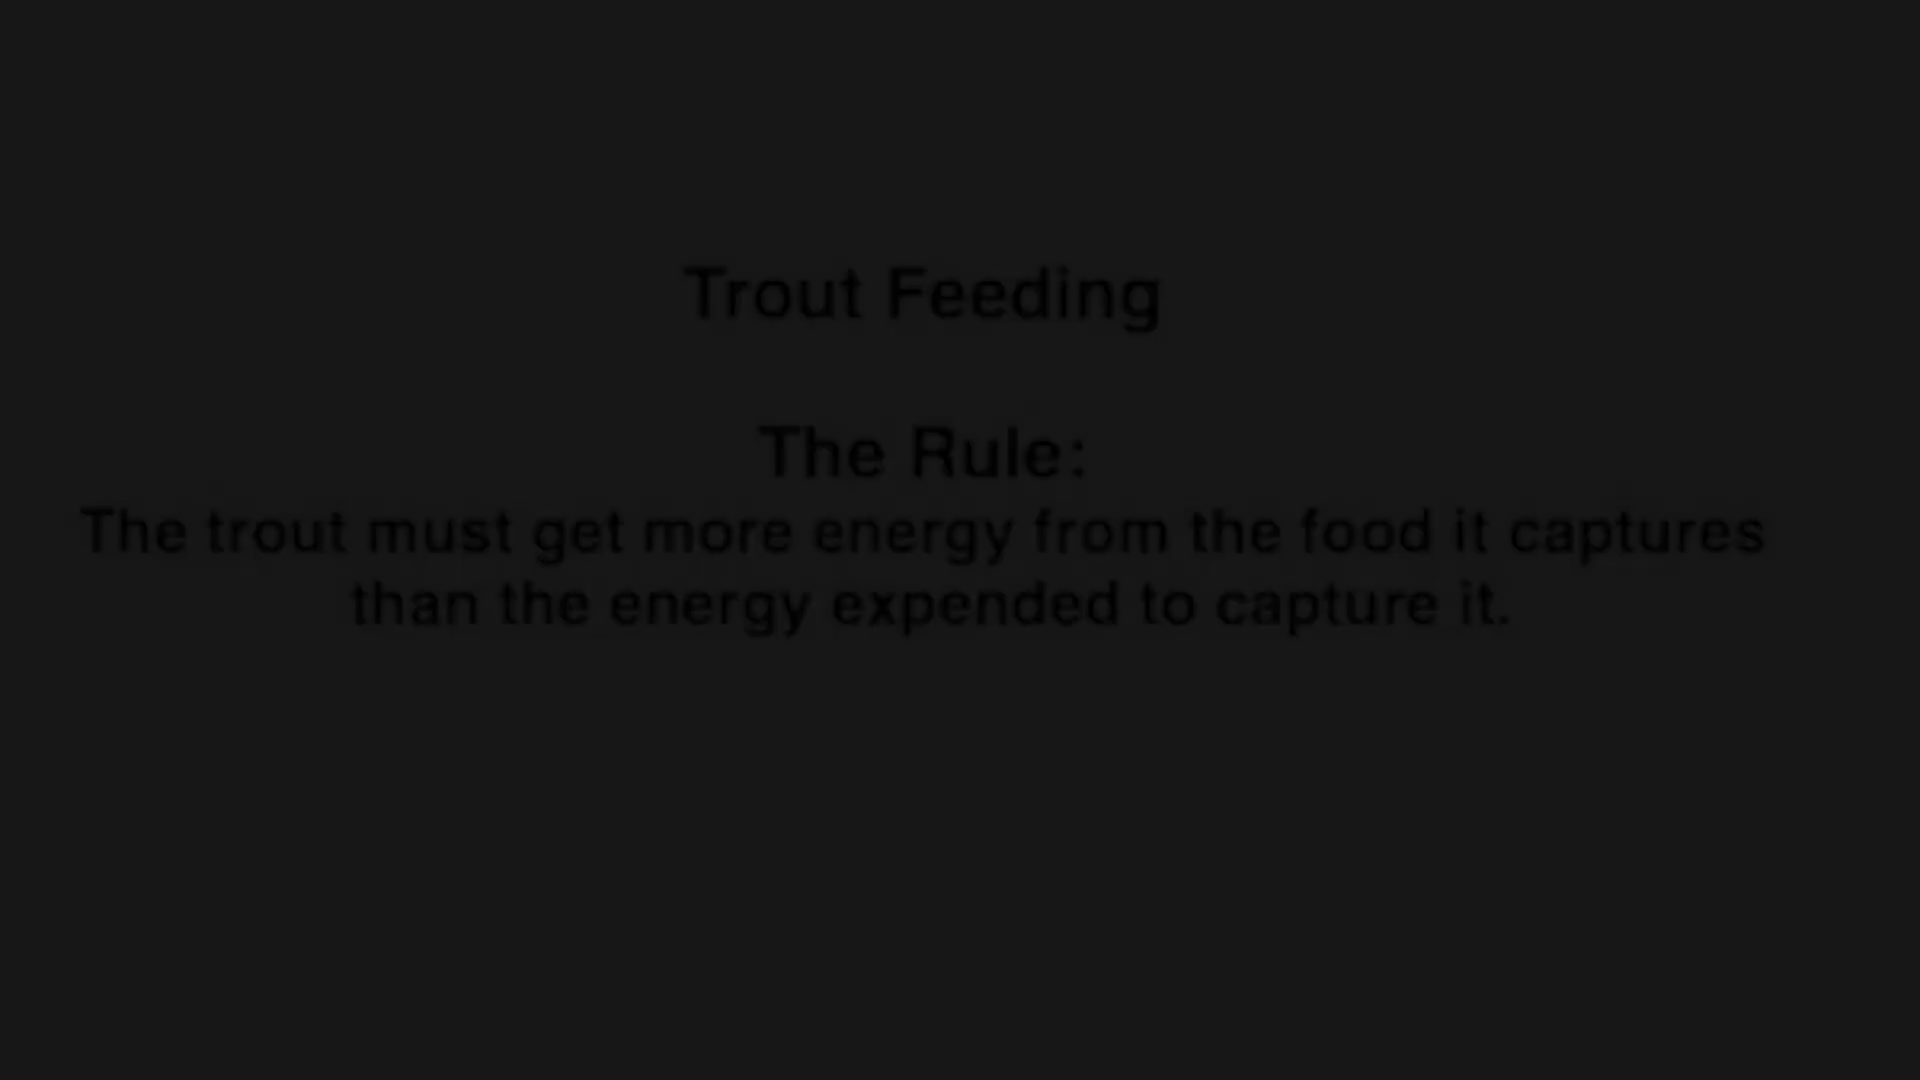 Trout Feeding
The Rule:
The trout must get more energy from the food it captures
than the energy expended to capture it.